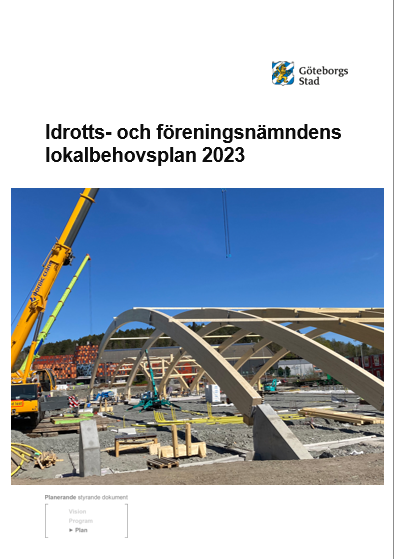 Göteborgs
Stad
Idrotts- och föreningsnämndens
lokalbehovsplan 2023
Planerande styrande dokument
Vision
Program
► Plan